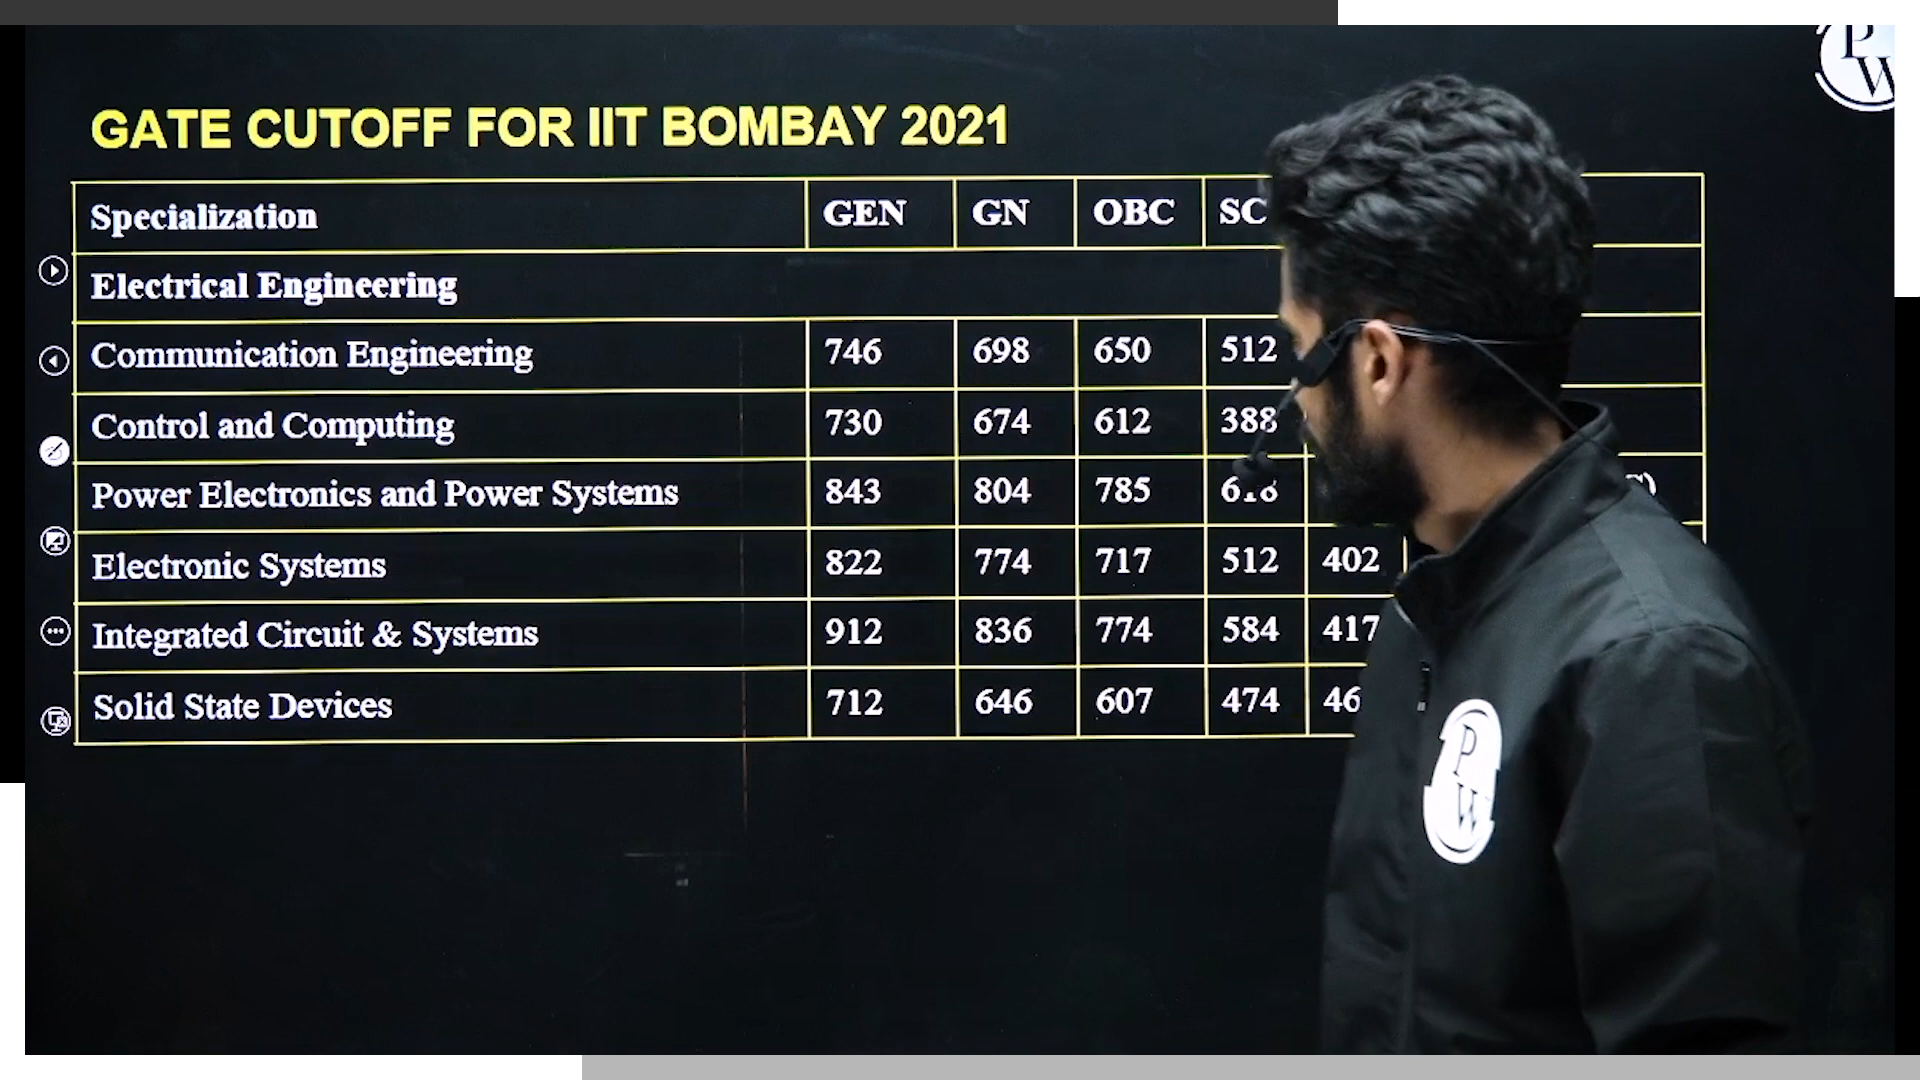 P
W
GATE CUTOFF FOR IIT BOMBAY 2021
Specialization GEN GN OBC SC
Electrical Engineering
Communication Engineering 746 698 650 512
Control and Computing 730 674 612 388
Power Electronics and Power Systems 843 804 785 618
Electronic Systems 822 774 717 512 402
Integrated Circuit & Systems 912 836 774 584 417
Solid State Devices 712 646 607 474
P
W